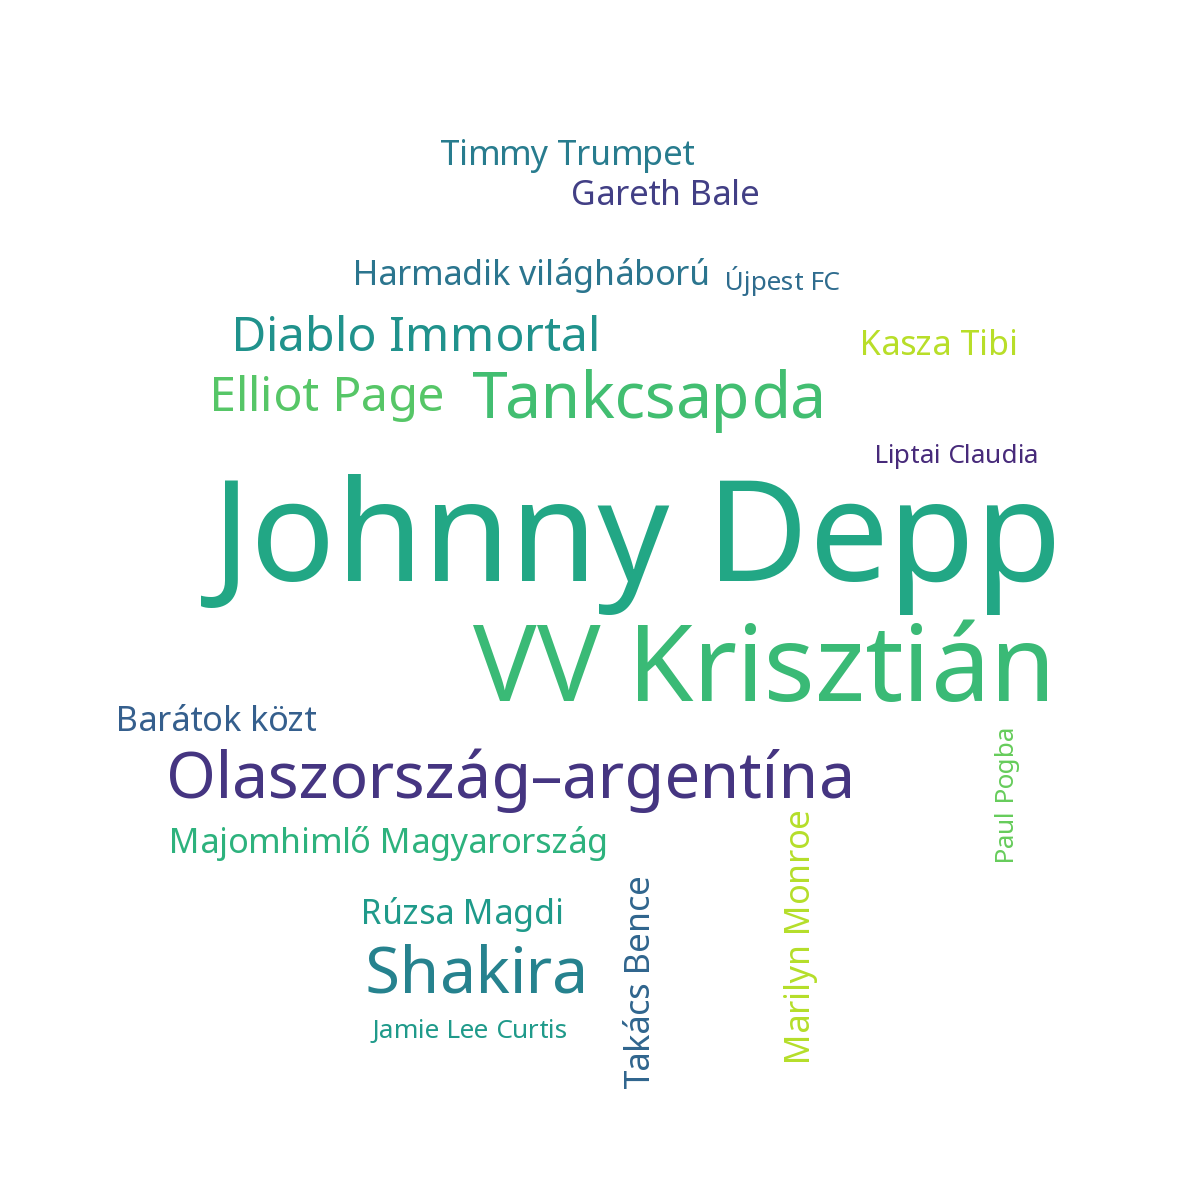 Timmy Trumpet
Gareth Bale
Harmadik világháború
Újpest FC
Diablo Immortal
Kasza Tibi
Elliot Page
Tankcsapda
Liptai Claudia
Johnny Depp
VV Krisztián
Barátok közt
Olaszország–argentína
Paul Pogba
Majomhimlő Magyarország
Marilyn Monroe
Rúzsa Magdi
Takács Bence
Shakira
Jamie Lee Curtis